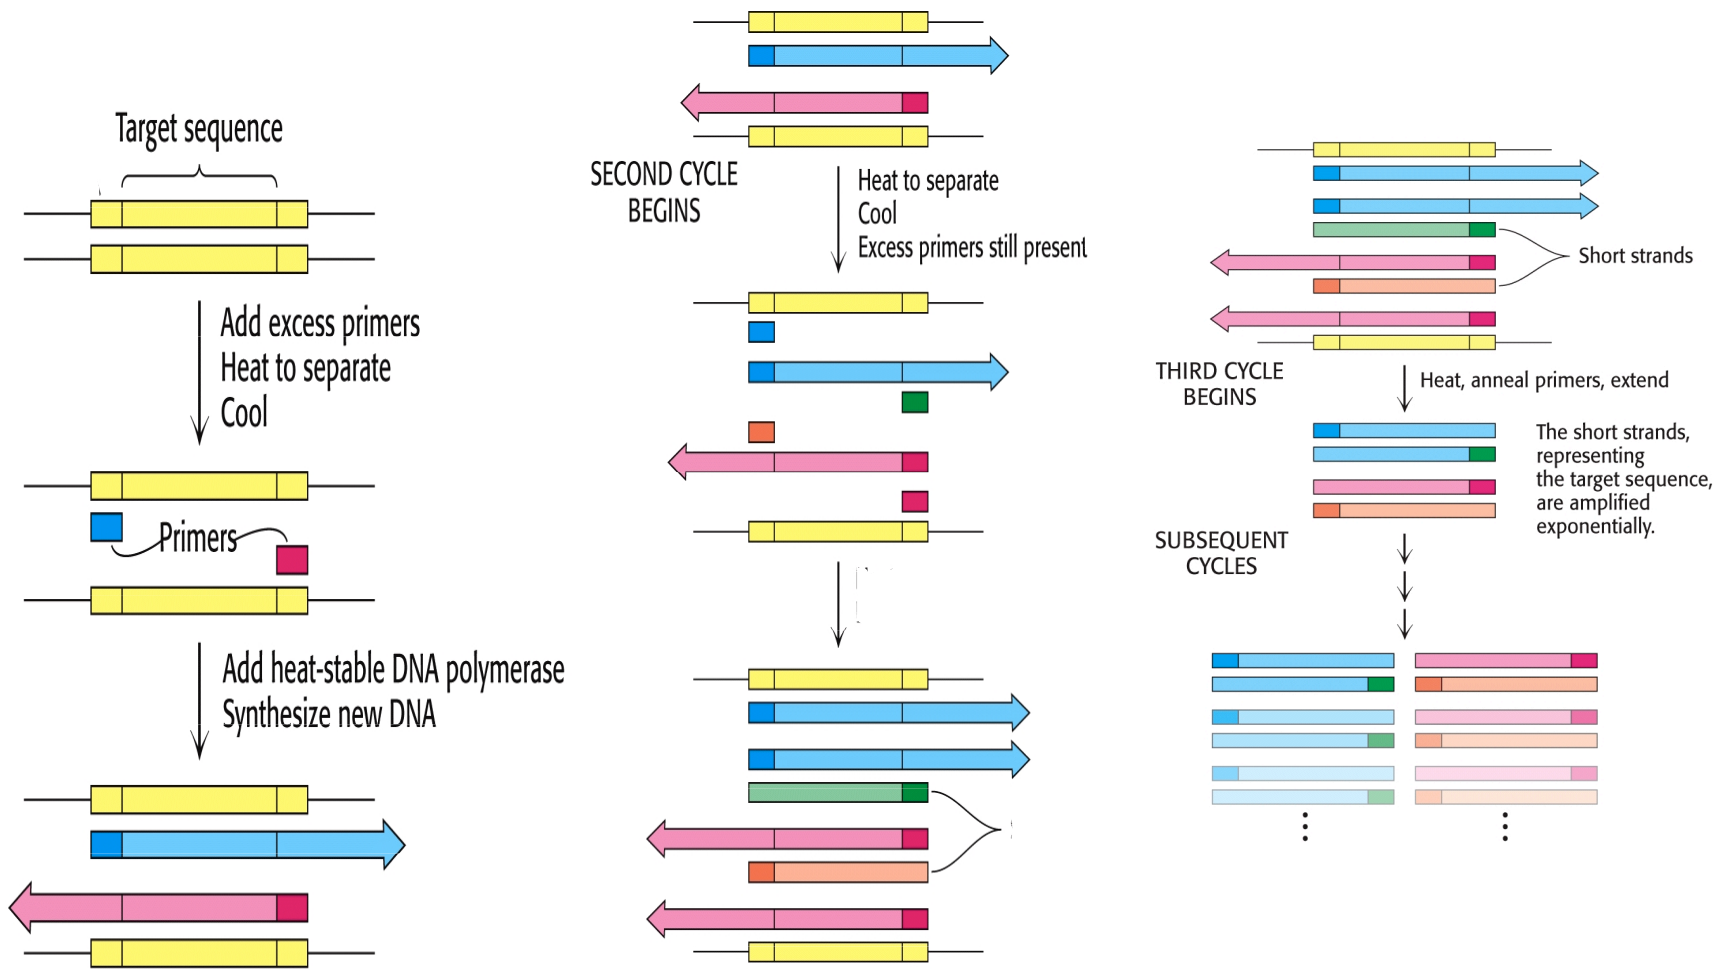 Target sequence
Add excess primers
Heat to separate
Cool
Primers
Add heat-stable DNA polymerase
Synthesize new DNA
SECOND CYCLE
BEGINS
Heat to separate
Cool
Excess primers still present
Short strands
THIRD CYCLE
BEGINS
Heat, anneal primers, extend
The short strands,
representing
the target sequence,
are amplified
exponentially.
SUBSEQUENT
CYCLES